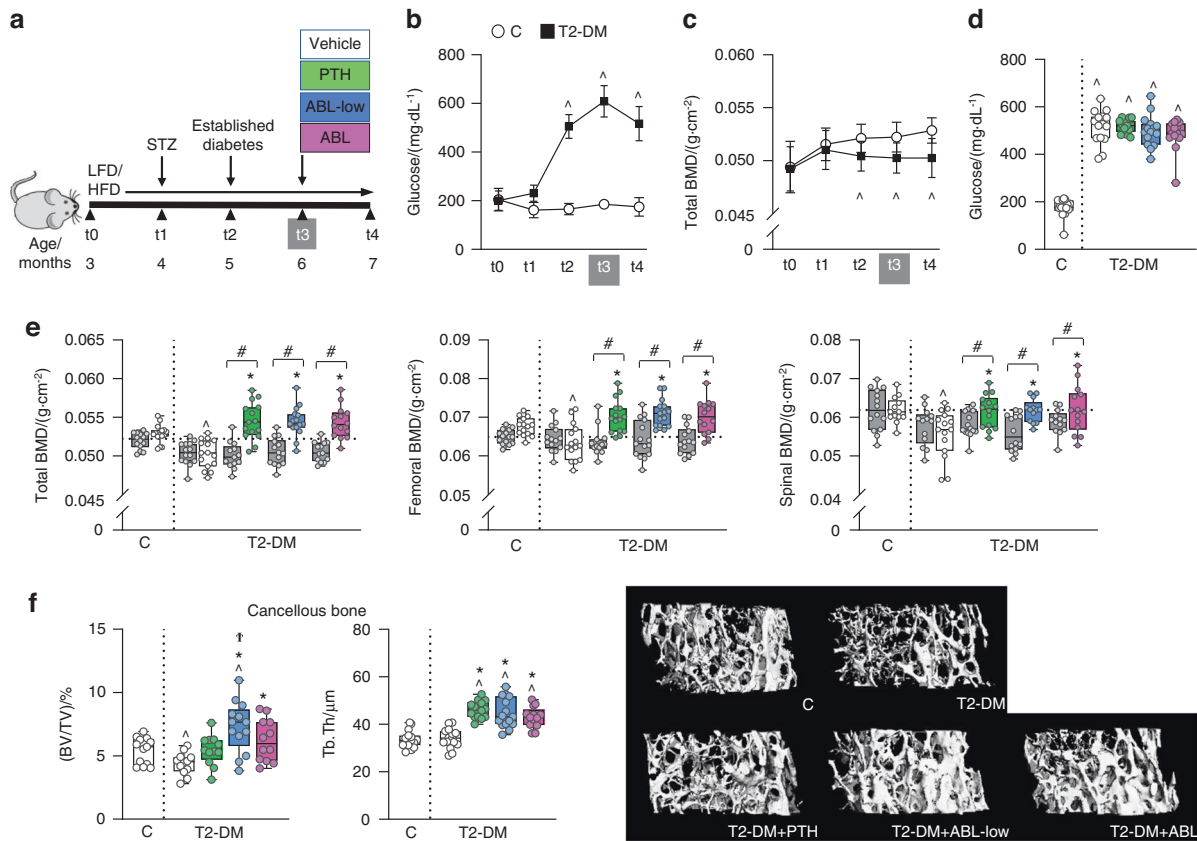 a
Vehicle
PTH
ABL-low
ABL
STZ
Established
diabetes
LFD/
HFD
t0 t1 t2 t3 t4
Age/
months
3 4 5 6 7
b
C T2-DM
Glucose/(mg·dL-1)
800
600
400
200
0
^ ^ ^
t0 t1 t2 t3 t4
c
Total BMD/(g·cm-2)
0.060
0.055
0.050
0.045
0
^ ^ ^
t0 t1 t2 t3 t4
d
Glucose/(mg·dL-1)
800
600
400
200
0
^ ^ ^ ^
C T2-DM
e
Total BMD/(g·cm-2)
0.065
0.060
0.055
0.050
0.045
0
# # #
* * *
^
C T2-DM
Femoral BMD/(g·cm-2)
0.09
0.08
0.07
0.06
0.05
0
# # #
* * *
^
C T2-DM
Spinal BMD/(g·cm-2)
0.08
0.06
0.04
0
# # #
* * *
^
C T2-DM
f
Cancellous bone
(BV/TV)/%
15
10
5
0
*
^ *
^
C T2-DM
Tb.Th/μm
80
60
40
20
0
* * *
^ ^ ^
C T2-DM
C T2-DM
T2-DM+PTH T2-DM+ABL-low T2-DM+ABL